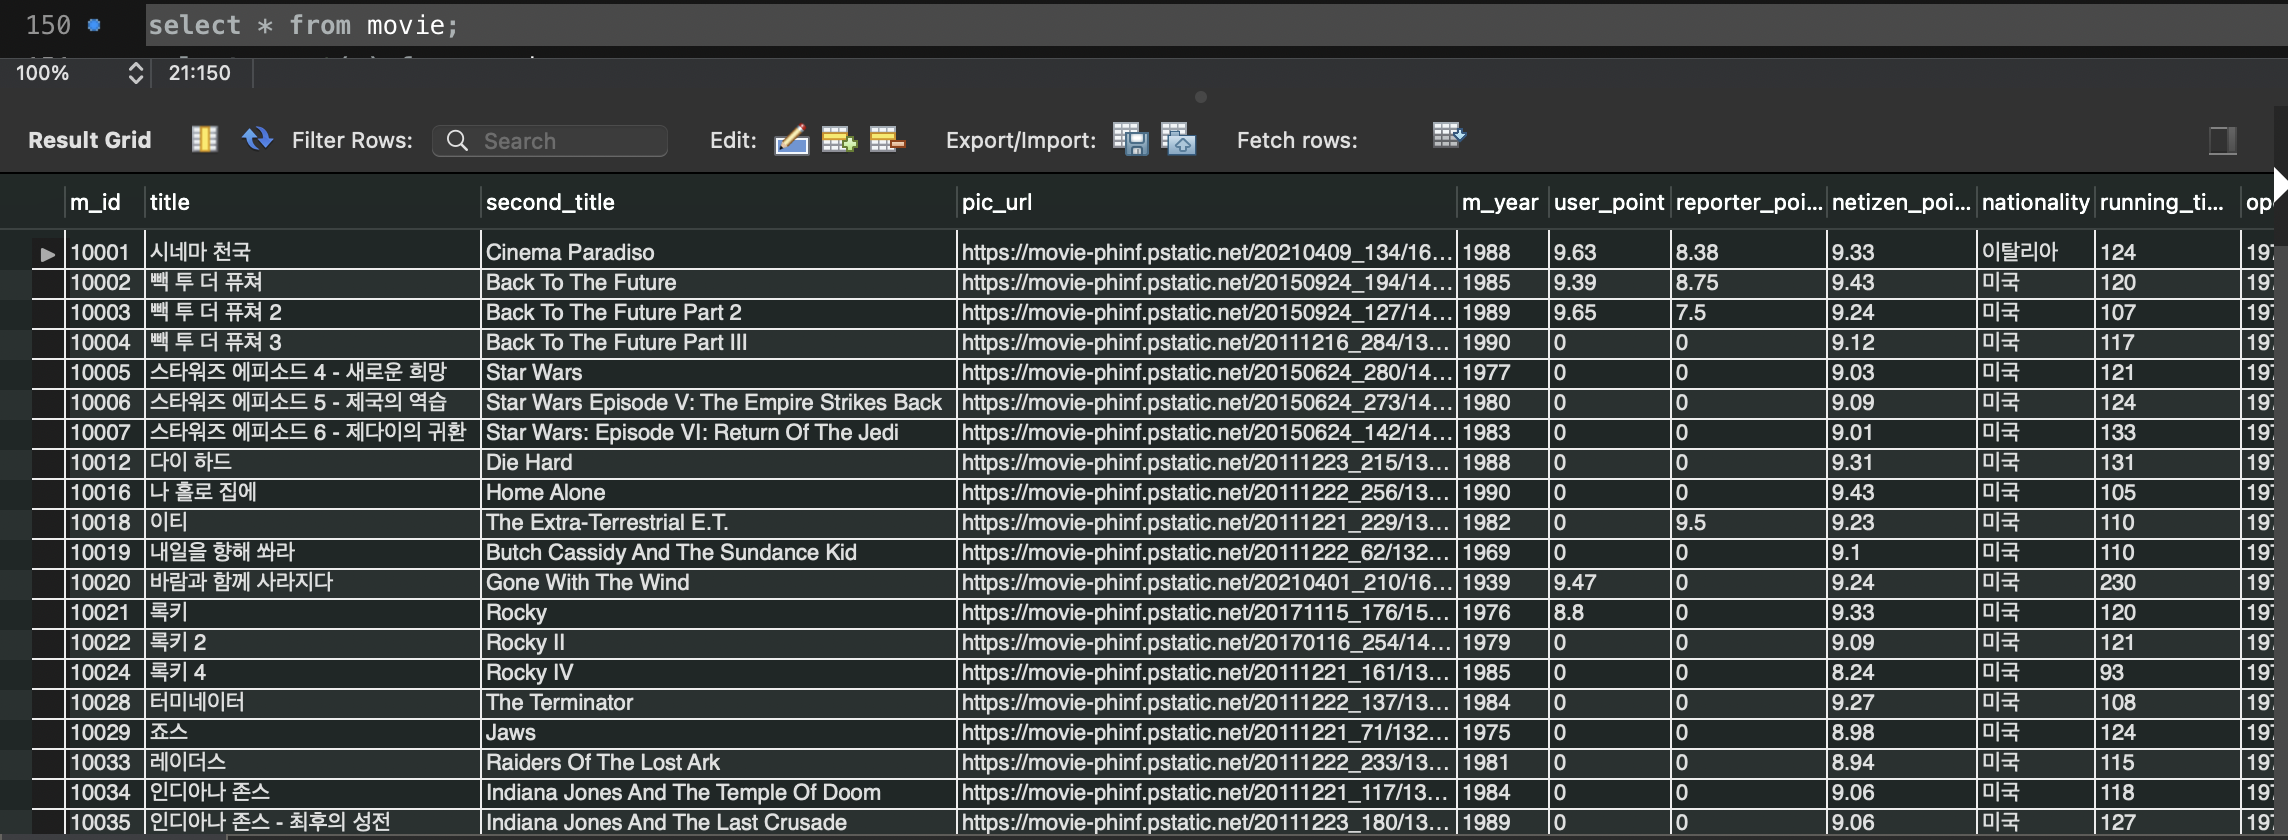 150 select * from movie;
100% 21:150
Result Grid Filter Rows: Search Edit: Export/Import: Fetch rows:
m_id title second_title pic_url m_year user_point reporter_poi... netizen_poi... nationality running_ti... op
10001 시네마 천국 Cinema Paradiso https://movie-phinf.pstatic.net/20210409_134/16... 1988 9.63 8.38 9.33 이탈리아 124 197
10002 빽 투 더 퓨쳐 Back To The Future https://movie-phinf.pstatic.net/20150924_194/14... 1985 9.39 8.75 9.43 미국 120 197
10003 빽 투 더 퓨쳐 2 Back To The Future Part 2 https://movie-phinf.pstatic.net/20150924_127/14... 1989 9.65 7.5 9.24 미국 107 197
10004 빽 투 더 퓨쳐 3 Back To The Future Part III https://movie-phinf.pstatic.net/20111216_284/13... 1990 0 0 9.12 미국 117 197
10005 스타워즈 에피소드 4 - 새로운 희망 Star Wars https://movie-phinf.pstatic.net/20150624_280/14... 1977 0 0 9.03 미국 121 197
10006 스타워즈 에피소드 5 - 제국의 역습 Star Wars Episode V: The Empire Strikes Back https://movie-phinf.pstatic.net/20150624_273/14... 1980 0 0 9.09 미국 124 197
10007 스타워즈 에피소드 6 - 제다이의 귀환 Star Wars: Episode VI: Return Of The Jedi https://movie-phinf.pstatic.net/20150624_142/14... 1983 0 0 9.01 미국 133 197
10012 다이 하드 Die Hard https://movie-phinf.pstatic.net/20111223_215/13... 1988 0 0 9.31 미국 131 197
10016 나 홀로 집에 Home Alone https://movie-phinf.pstatic.net/20111222_256/13... 1990 0 0 9.43 미국 105 197
10018 이티 The Extra-Terrestrial E.T. https://movie-phinf.pstatic.net/20111221_229/13... 1982 0 9.5 9.23 미국 110 197
10019 내일을 향해 쏴라 Butch Cassidy And The Sundance Kid https://movie-phinf.pstatic.net/20111222_62/132... 1969 0 0 9.1 미국 110 197
10020 바람과 함께 사라지다 Gone With The Wind https://movie-phinf.pstatic.net/20210401_210/16... 1939 9.47 0 9.24 미국 230 197
10021 록키 Rocky https://movie-phinf.pstatic.net/20171115_176/15... 1976 8.8 0 9.33 미국 120 197
10022 록키 2 Rocky II https://movie-phinf.pstatic.net/20170116_254/14... 1979 0 0 9.09 미국 121 197
10024 록키 4 Rocky IV https://movie-phinf.pstatic.net/20111221_161/13... 1985 0 0 8.24 미국 93 197
10028 터미네이터 The Terminator https://movie-phinf.pstatic.net/20111222_137/13... 1984 0 0 9.27 미국 108 197
10029 죠스 Jaws https://movie-phinf.pstatic.net/20111221_71/132... 1975 0 0 8.98 미국 124 197
10033 레이더스 Raiders Of The Lost Ark https://movie-phinf.pstatic.net/20111222_233/13... 1981 0 0 8.94 미국 115 197
10034 인디아나 존스 Indiana Jones And The Temple Of Doom https://movie-phinf.pstatic.net/20111221_117/13... 1984 0 0 9.06 미국 118 197
10035 인디아나 존스 - 최후의 성전 Indiana Jones And The Last Crusade https://movie-phinf.pstatic.net/20111223_180/13... 1989 0 0 9.06 미국 127 197